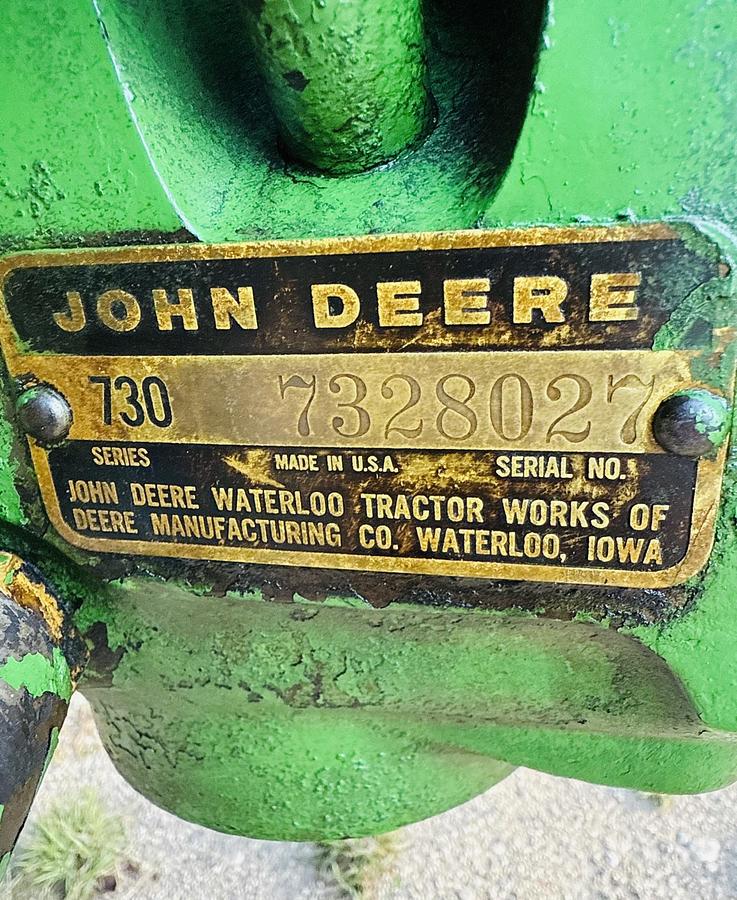 JOHN DEERE
730 7328027
SERIES MADE IN U.S.A. SERIAL NO.
JOHN DEERE WATERLOO TRACTOR WORKS OF
DEERE MANUFACTURING CO. WATERLOO, IOWA